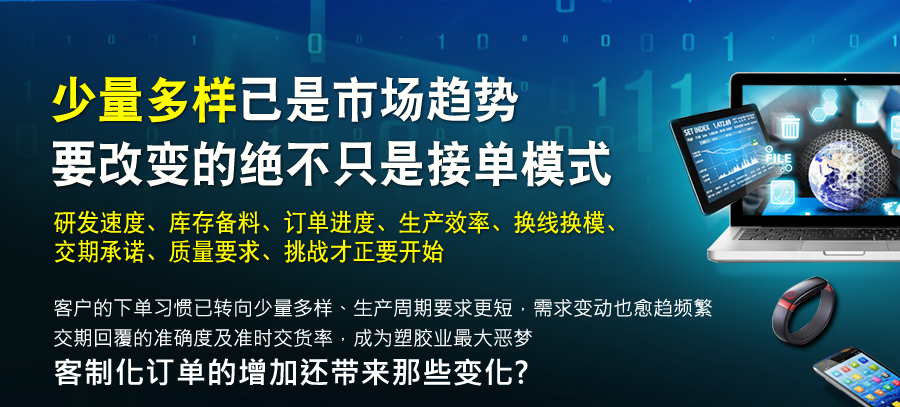 少量多样已是市场趋势
要改变的绝不只是接单模式
研发速度、库存备料、订单进度、生产效率、换线换模、
交期承诺、质量要求、挑战才正要开始
客户的下单习惯已转向少量多样、生产周期要求更短，需求变动也愈趋频繁
交期回覆的准确度及准时交货率，成为塑胶业最大恶梦
客制化订单的增加还带来那些变化?
SET INDEX 1,472.89
FILE